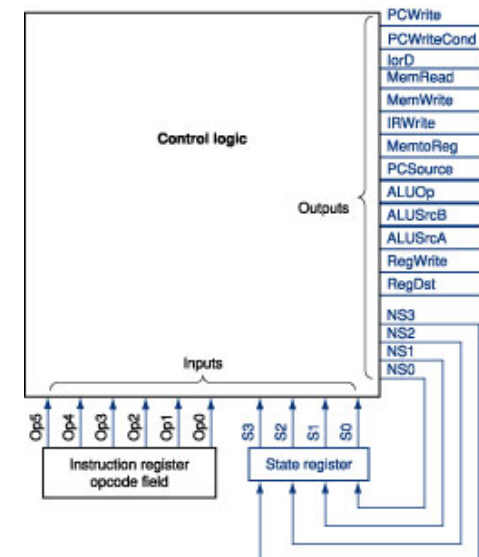 PCWrite
PCWriteCond
IorD
MemRead
MemWrite
Control logic
IRWrite
MemtoReg
PCSource
ALUOp
Outputs
ALUSrcB
ALUSrcA
RegWrite
RegDst
NS3
NS2
NS1
NS0
Inputs
Op5
Op4
Op3
Op2
Op1
Op0
S3
S2
S1
S0
Instruction register
opcode field
State register